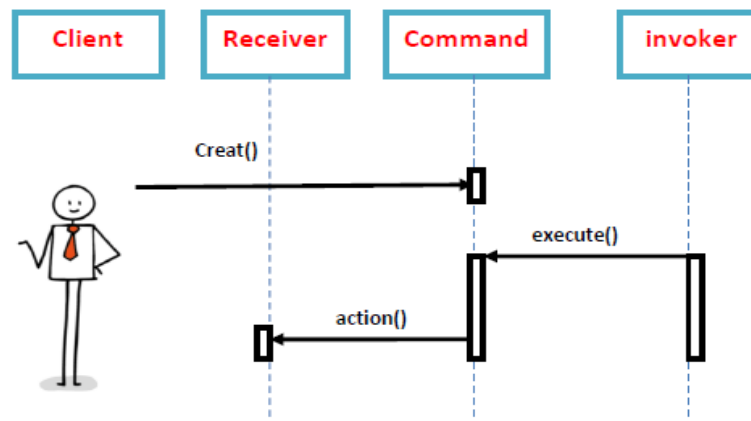 Client
Receiver
Command
invoker
Creat()
execute()
action()